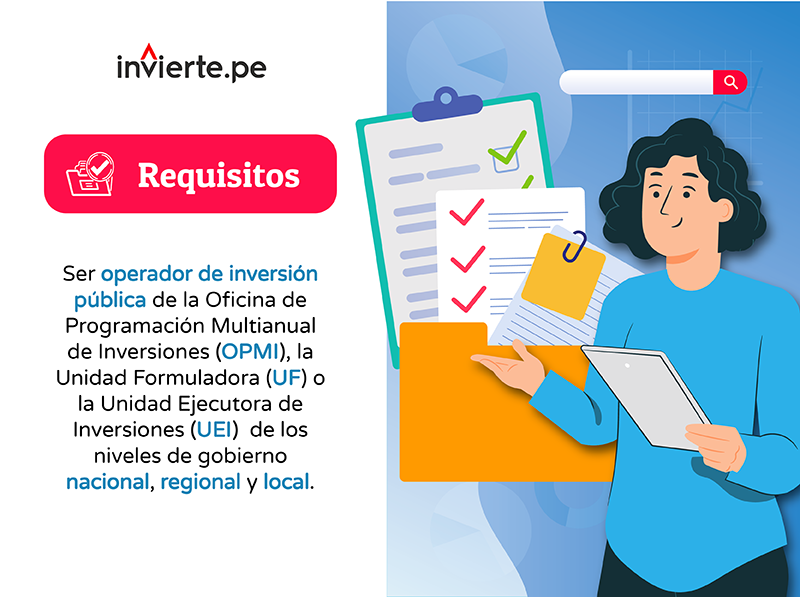 invierte.pe
Requisitos
Ser operador de inversión
pública de la Oficina de
Programación Multianual
de Inversiones (OPMI), la
Unidad Formuladora (UF) o
la Unidad Ejecutora de
Inversiones (UEI)  de los
niveles de gobierno
nacional, regional y local.